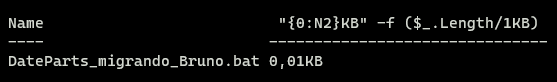 Name "{0:N2}KB" -f ($_.Length/1KB)
---- ------------------------------
DateParts_migrando_Bruno.bat 0,01KB